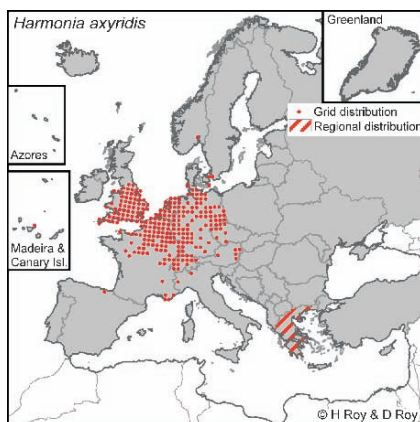 Harmonia axyridis
Greenland
Grid distribution
Regional distribution
Azores
Madeira &
Canary Isl.
© H Roy & D Roy